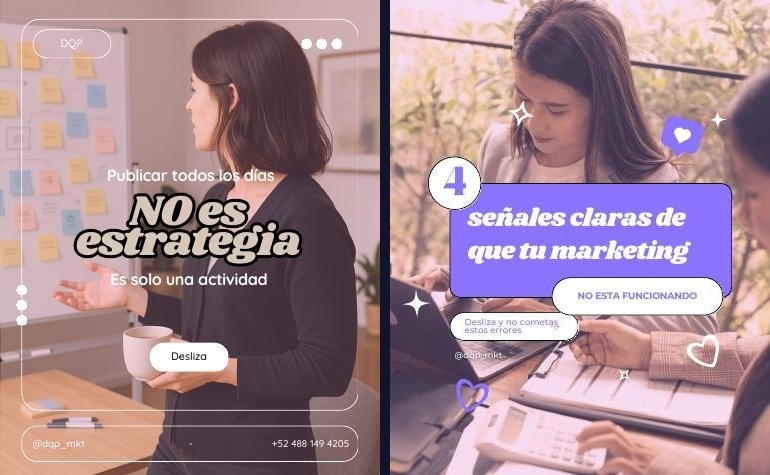 DQP
Publicar todos los días
NO es
estrategia
Es solo una actividad
Desliza
@dqp_mkt
-
+52 488 149 4205
4
señales claras de
que tu marketing
NO ESTA FUNCIONANDO
Desliza y no cometas
estos errores
@dqp_mkt